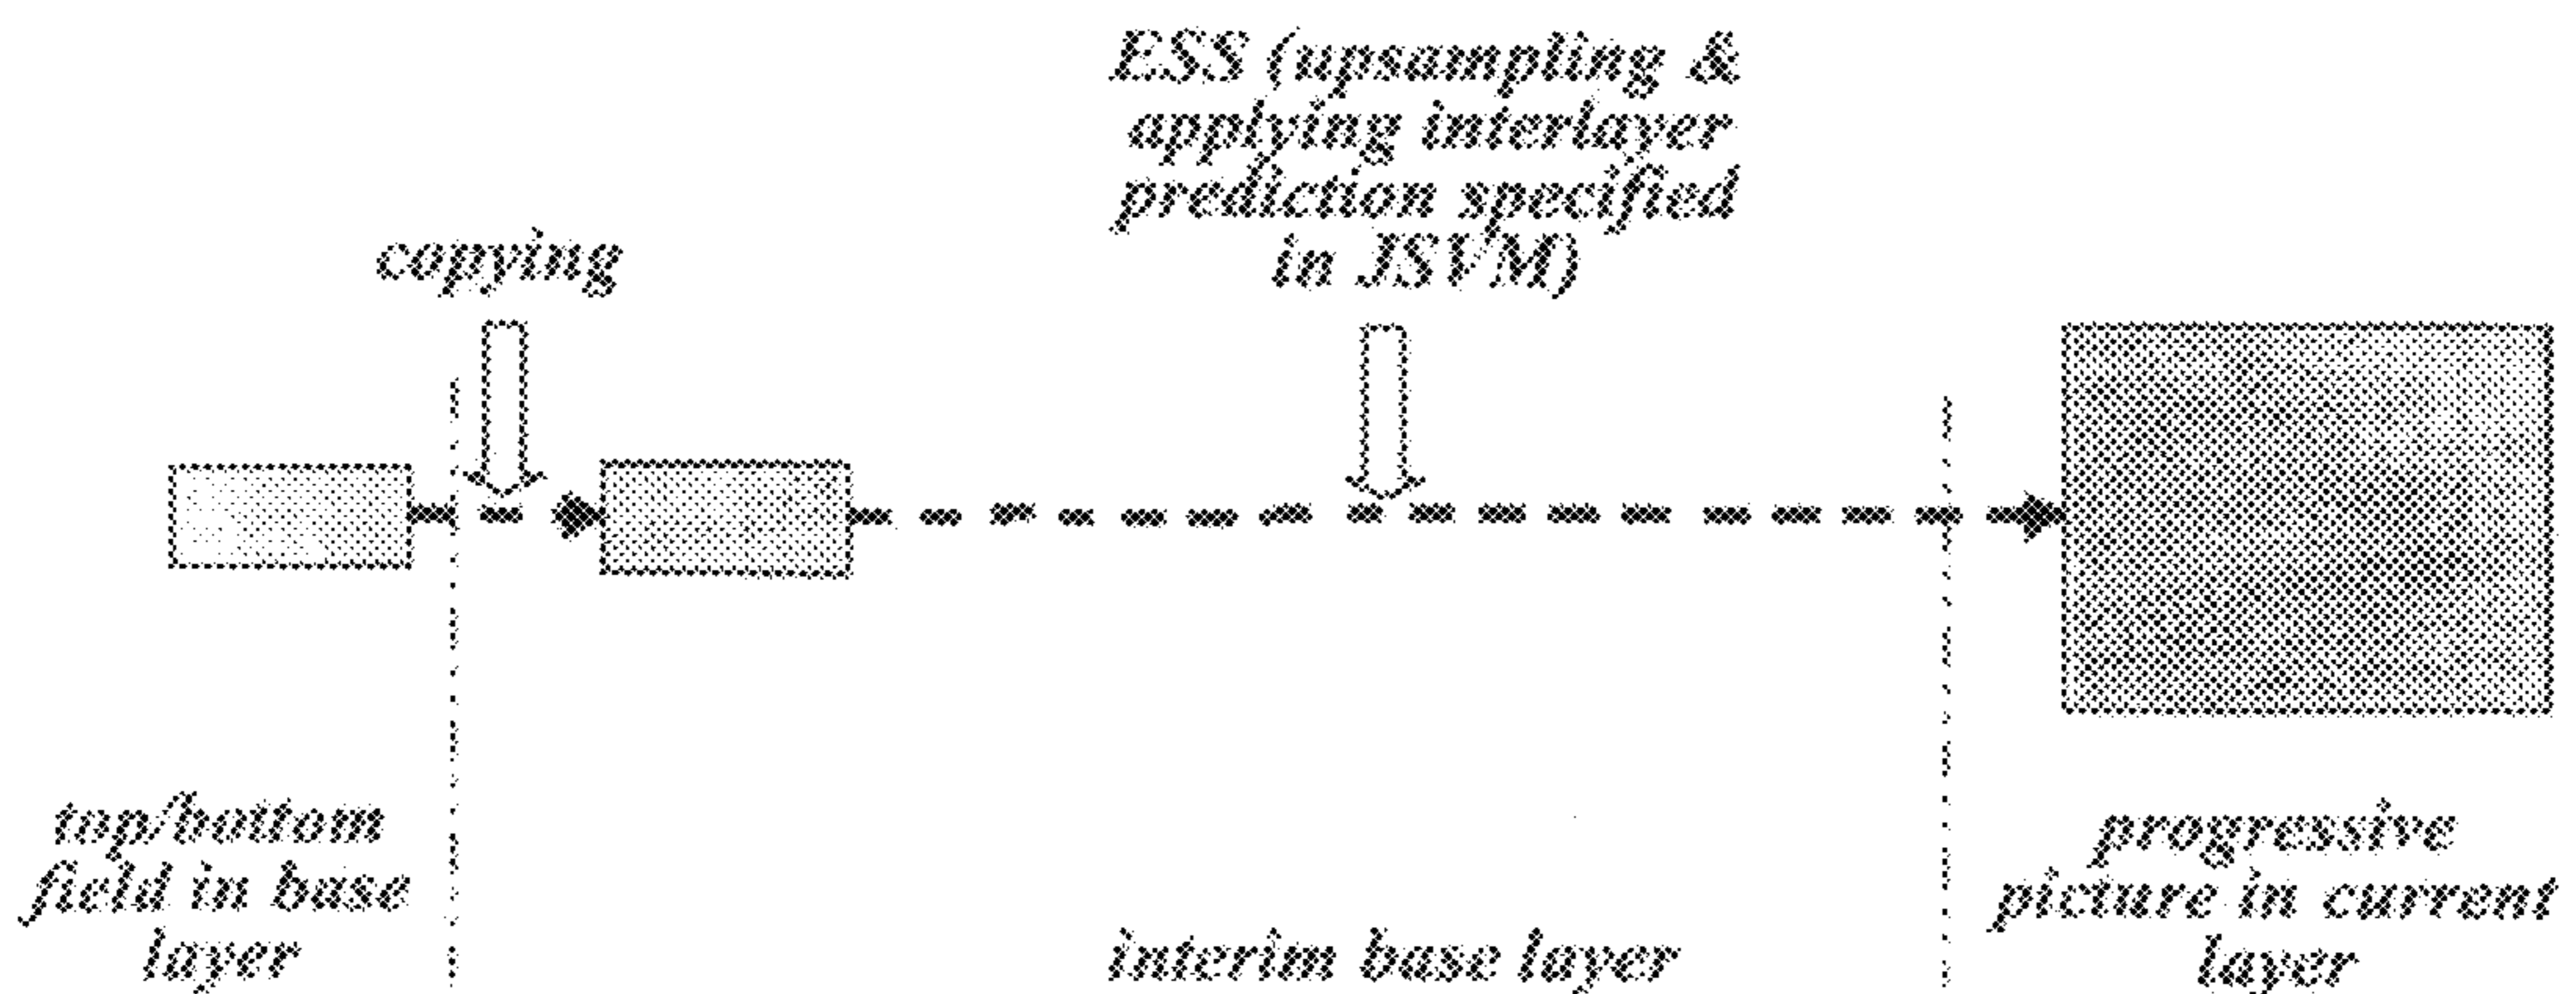 ESS (upsampling &
applying interlayer
prediction specified
in JSVM)
copying
top/bottom
field in base
layer
interim base layer
progressive
picture in current
layer